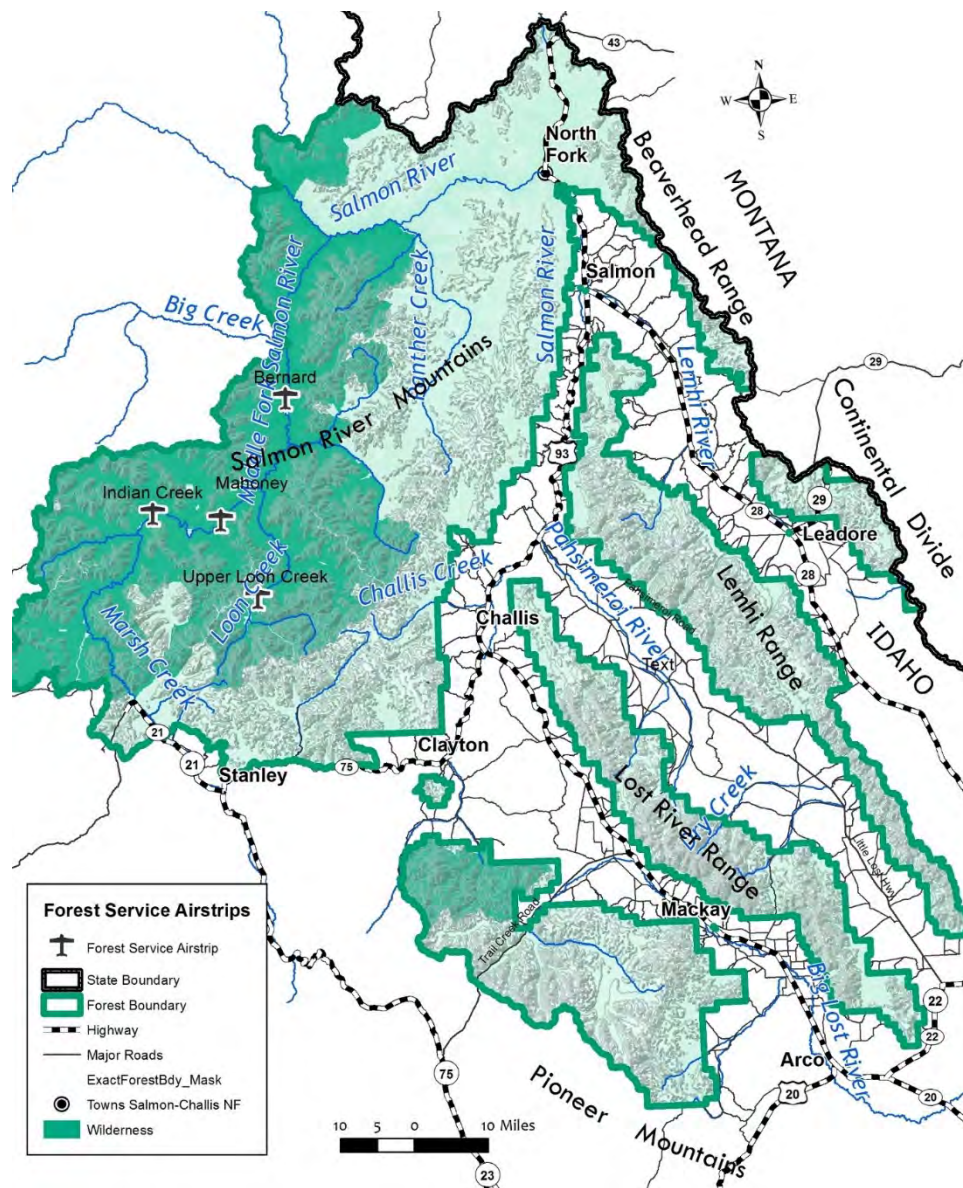 43
N
W E
S
North
Fork
Beaverhead Range
MONTANA
Salmon River
Salmon River
Salmon
Panther Creek
Middle Fork Salmon River
Big Creek
Bernard
Salmon River Mountains
Lemhi River
29
Continental Divide
93
Mahoney
Indian Creek
28
29
Leadore
28
Upper Loon Creek
Loon Creek
Challis Creek
Pahsimeroi River
Lemhi Range
IDAHO
Marsh Creek
Challis
Text
21
21
Stanley
75
Clayton
Lost River Range
Creek
Little Lost Hwy
Mackay
Trail Creek Road
Big Lost River
22
22
Arco
20
20
75
Pioneer Mountains
23
Forest Service Airstrips
Forest Service Airstrip
State Boundary
Forest Boundary
Highway
Major Roads
ExactForestBdy_Mask
Towns Salmon-Challis NF
Wilderness
10 5 0 10 Miles